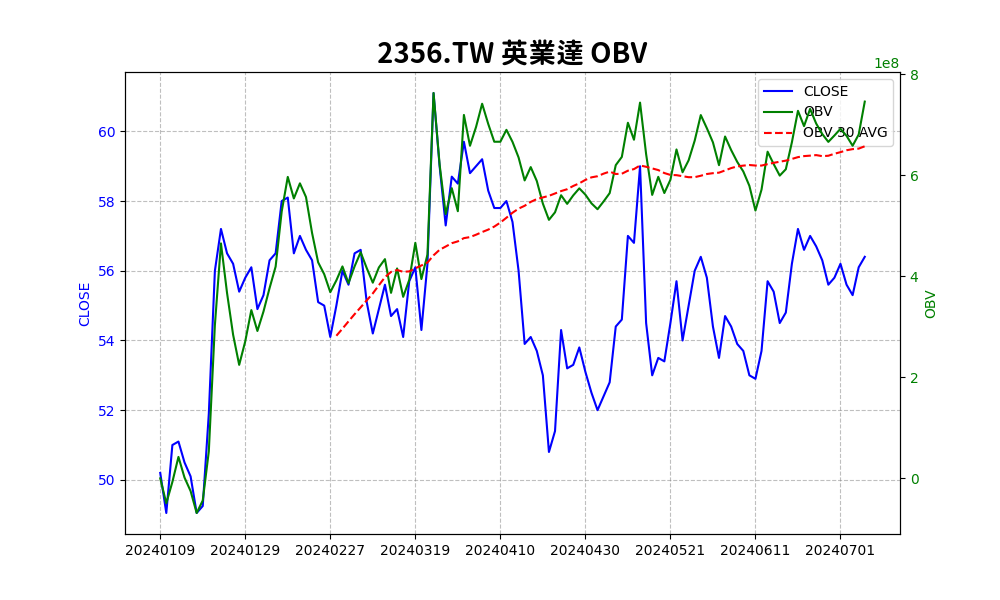 2356.TW 英業達 OBV
1e8
CLOSE
OBV
OBV 30 AVG
60
58
56
54
52
50
CLOSE
8
6
4
2
0
OBV
20240109 20240129 20240227 20240319 20240410 20240430 20240521 20240611 20240701